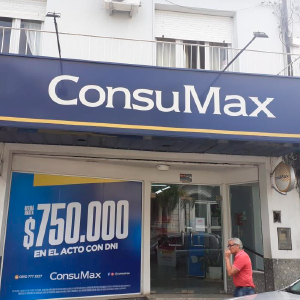 ConsuMax
$750.000
EN EL ACTO CON DNI
ConsuMax